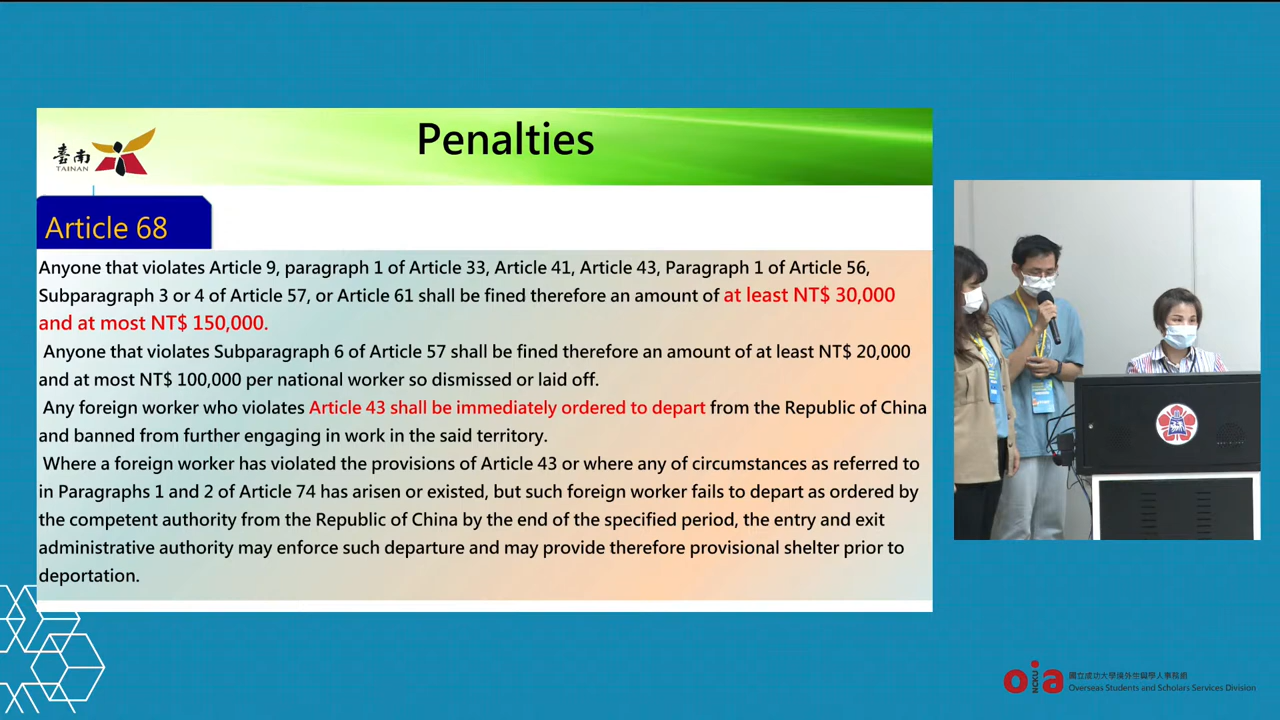 Penalties
臺南
TAINAN
Article 68
Anyone that violates Article 9, paragraph 1 of Article 33, Article 41, Article 43, Paragraph 1 of Article 56,
Subparagraph 3 or 4 of Article 57, or Article 61 shall be fined therefore an amount of at least NT$ 30,000
and at most NT$ 150,000.
Anyone that violates Subparagraph 6 of Article 57 shall be fined therefore an amount of at least NT$ 20,000
and at most NT$ 100,000 per national worker so dismissed or laid off.
Any foreign worker who violates Article 43 shall be immediately ordered to depart from the Republic of China
and banned from further engaging in work in the said territory.
Where a foreign worker has violated the provisions of Article 43 or where any of circumstances as referred to
in Paragraphs 1 and 2 of Article 74 has arisen or existed, but such foreign worker fails to depart as ordered by
the competent authority from the Republic of China by the end of the specified period, the entry and exit
administrative authority may enforce such departure and may provide therefore provisional shelter prior to
deportation.
oia
NCKU
國立成功大學僑外生與學人事務組
Overseas Students and Scholars Services Division